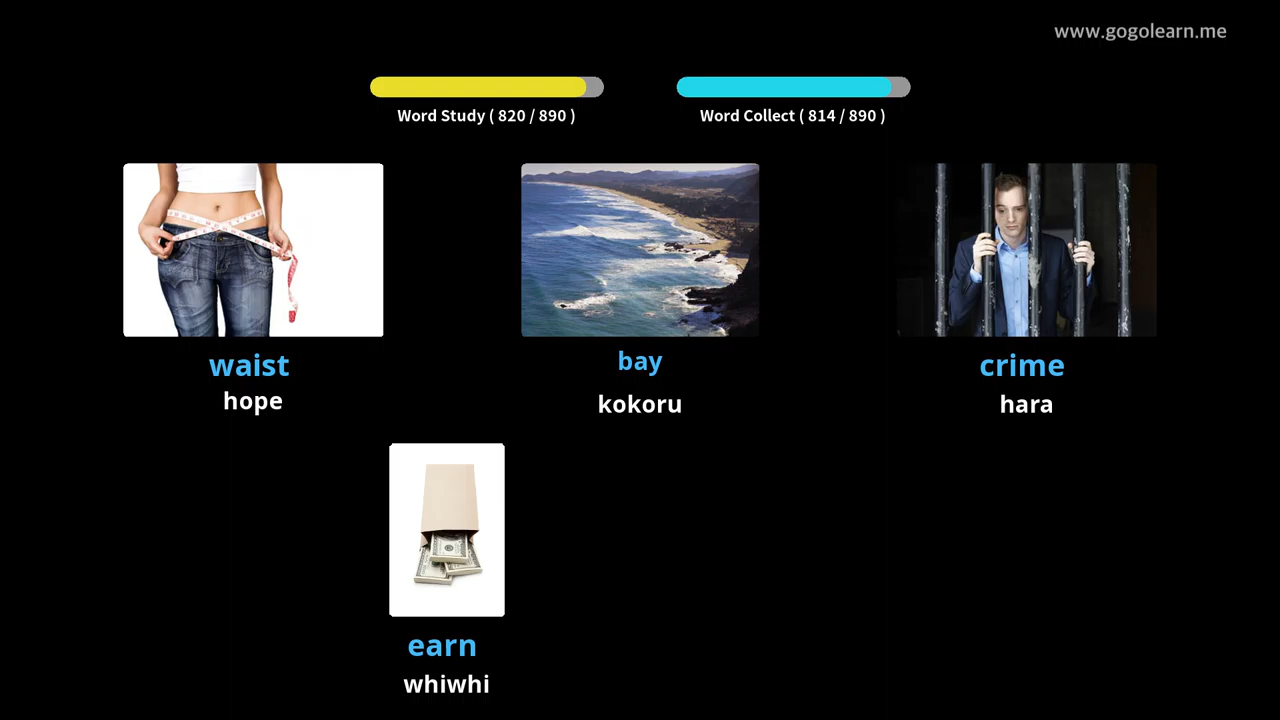 www.gogolearn.me
Word Study ( 820 / 890 )
Word Collect ( 814 / 890 )
waist
hope
bay
kokoru
crime
hara
earn
whiwhi